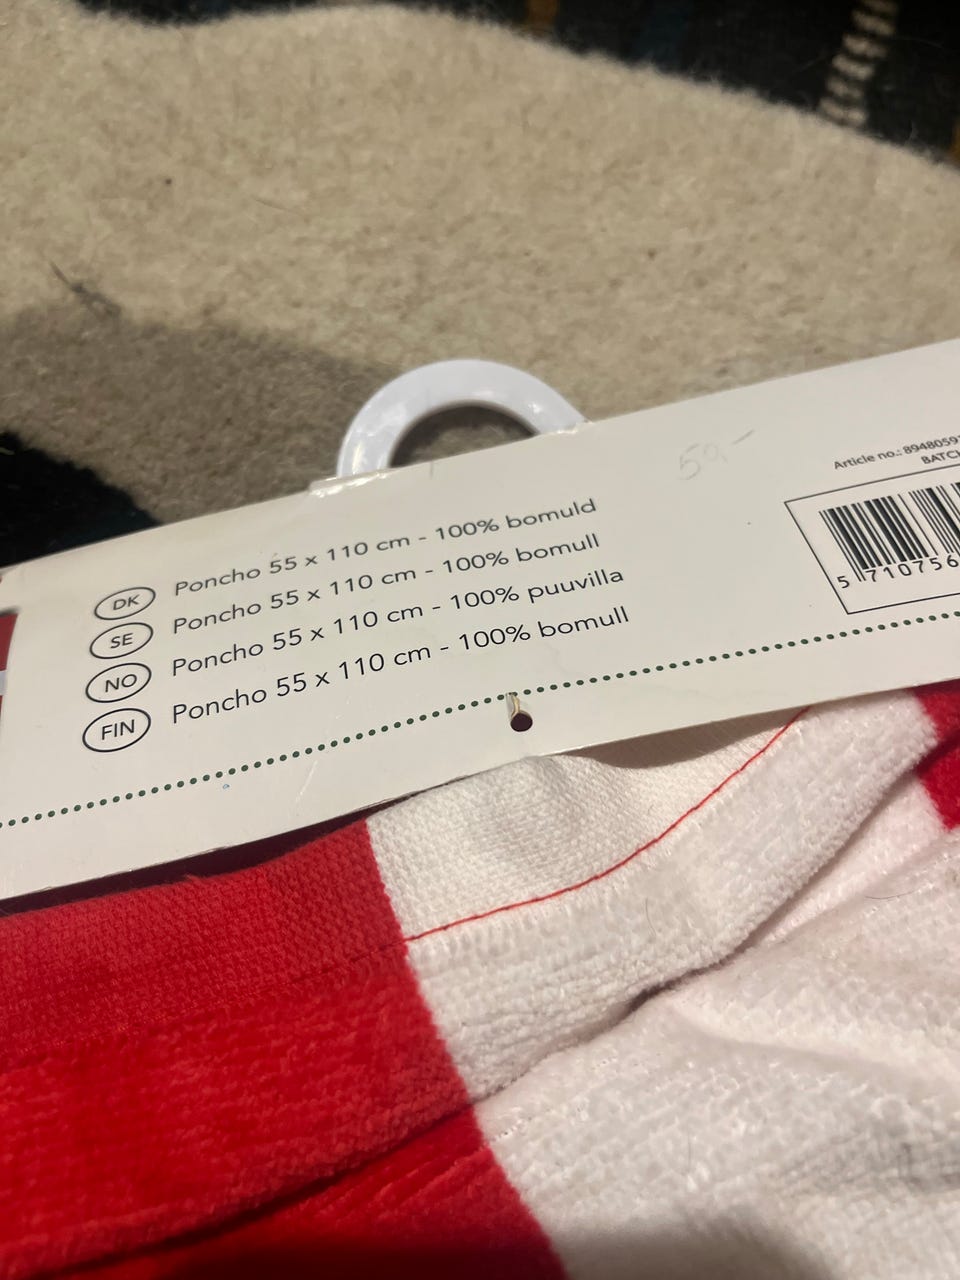 DK Poncho 55 x 110 cm - 100% bomuld
SE Poncho 55 x 110 cm - 100% bomull
NO Poncho 55 x 110 cm - 100% puuvilla
FIN Poncho 55 x 110 cm - 100% bomull
50,-
Article no.: 8948059
BATCH
5 710756